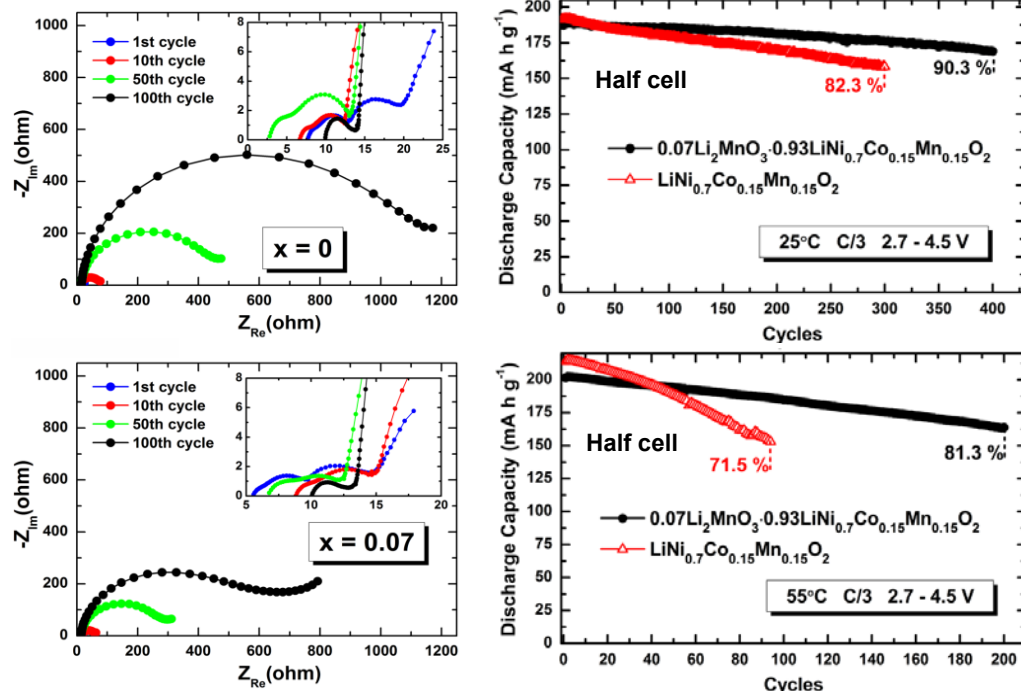 1000
800
600
400
200
0
-Z_Im(ohm)
1st cycle
10th cycle
50th cycle
100th cycle
8
6
4
2
0
0 5 10 15 20 25
x = 0
0 200 400 600 800 1000 1200
Z_Re(ohm)
200
175
150
125
100
75
50
25
0
Discharge Capacity (mA h g⁻¹)
Half cell
90.3 %
82.3 %
0.07Li₂MnO₃·0.93LiNi₀.₇Co₀.₁₅Mn₀.₁₅O₂
LiNi₀.₇Co₀.₁₅Mn₀.₁₅O₂
25°C C/3 2.7 - 4.5 V
0 50 100 150 200 250 300 350 400
Cycles
1000
800
600
400
200
0
-Z_Im(ohm)
1st cycle
10th cycle
50th cycle
100th cycle
8
6
4
2
0
5 10 15 20
x = 0.07
0 200 400 600 800 1000 1200
Z_Re(ohm)
200
175
150
125
100
75
50
25
0
Discharge Capacity (mA h g⁻¹)
Half cell
71.5 %
81.3 %
0.07Li₂MnO₃·0.93LiNi₀.₇Co₀.₁₅Mn₀.₁₅O₂
LiNi₀.₇Co₀.₁₅Mn₀.₁₅O₂
55°C C/3 2.7 - 4.5 V
0 20 40 60 80 100 120 140 160 180 200
Cycles